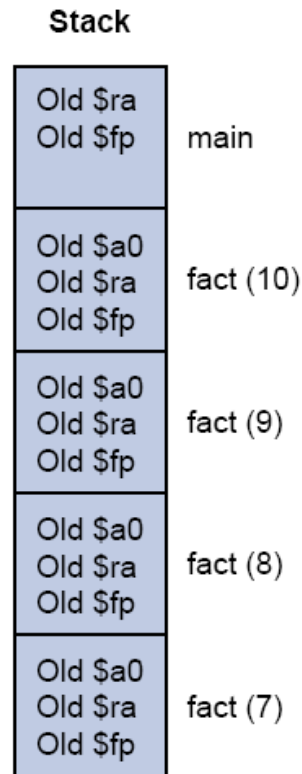 Stack
Old $ra
Old $fp
main
Old $a0
Old $ra
Old $fp
fact (10)
Old $a0
Old $ra
Old $fp
fact (9)
Old $a0
Old $ra
Old $fp
fact (8)
Old $a0
Old $ra
Old $fp
fact (7)